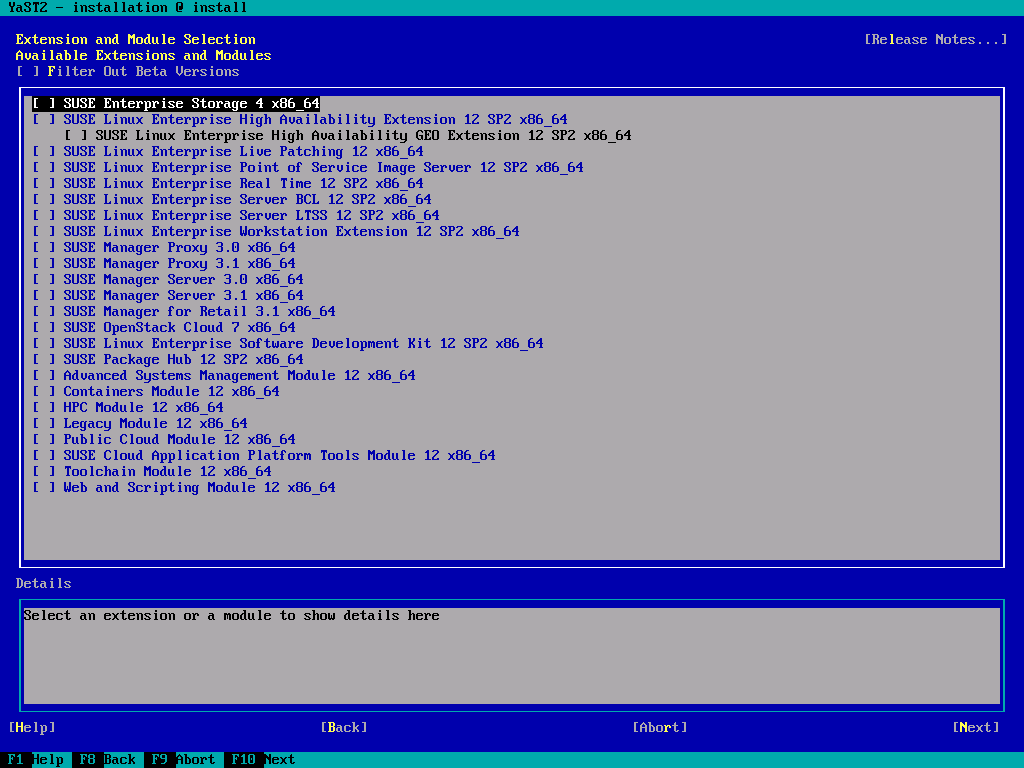 YaST2 - installation @ install
Extension and Module Selection [Release Notes...]
Available Extensions and Modules
[ ] Filter Out Beta Versions
[ ] SUSE Enterprise Storage 4 x86_64
[ ] SUSE Linux Enterprise High Availability Extension 12 SP2 x86_64
[ ] SUSE Linux Enterprise High Availability GEO Extension 12 SP2 x86_64
[ ] SUSE Linux Enterprise Live Patching 12 x86_64
[ ] SUSE Linux Enterprise Point of Service Image Server 12 SP2 x86_64
[ ] SUSE Linux Enterprise Real Time 12 SP2 x86_64
[ ] SUSE Linux Enterprise Server BCL 12 SP2 x86_64
[ ] SUSE Linux Enterprise Server LTSS 12 SP2 x86_64
[ ] SUSE Linux Enterprise Workstation Extension 12 SP2 x86_64
[ ] SUSE Manager Proxy 3.0 x86_64
[ ] SUSE Manager Proxy 3.1 x86_64
[ ] SUSE Manager Server 3.0 x86_64
[ ] SUSE Manager Server 3.1 x86_64
[ ] SUSE Manager for Retail 3.1 x86_64
[ ] SUSE OpenStack Cloud 7 x86_64
[ ] SUSE Linux Enterprise Software Development Kit 12 SP2 x86_64
[ ] SUSE Package Hub 12 SP2 x86_64
[ ] Advanced Systems Management Module 12 x86_64
[ ] Containers Module 12 x86_64
[ ] HPC Module 12 x86_64
[ ] Legacy Module 12 x86_64
[ ] Public Cloud Module 12 x86_64
[ ] SUSE Cloud Application Platform Tools Module 12 x86_64
[ ] Toolchain Module 12 x86_64
[ ] Web and Scripting Module 12 x86_64
Details
Select an extension or a module to show details here
[Help] [Back] [Abort] [Next]
F1 Help F8 Back F9 Abort F10 Next